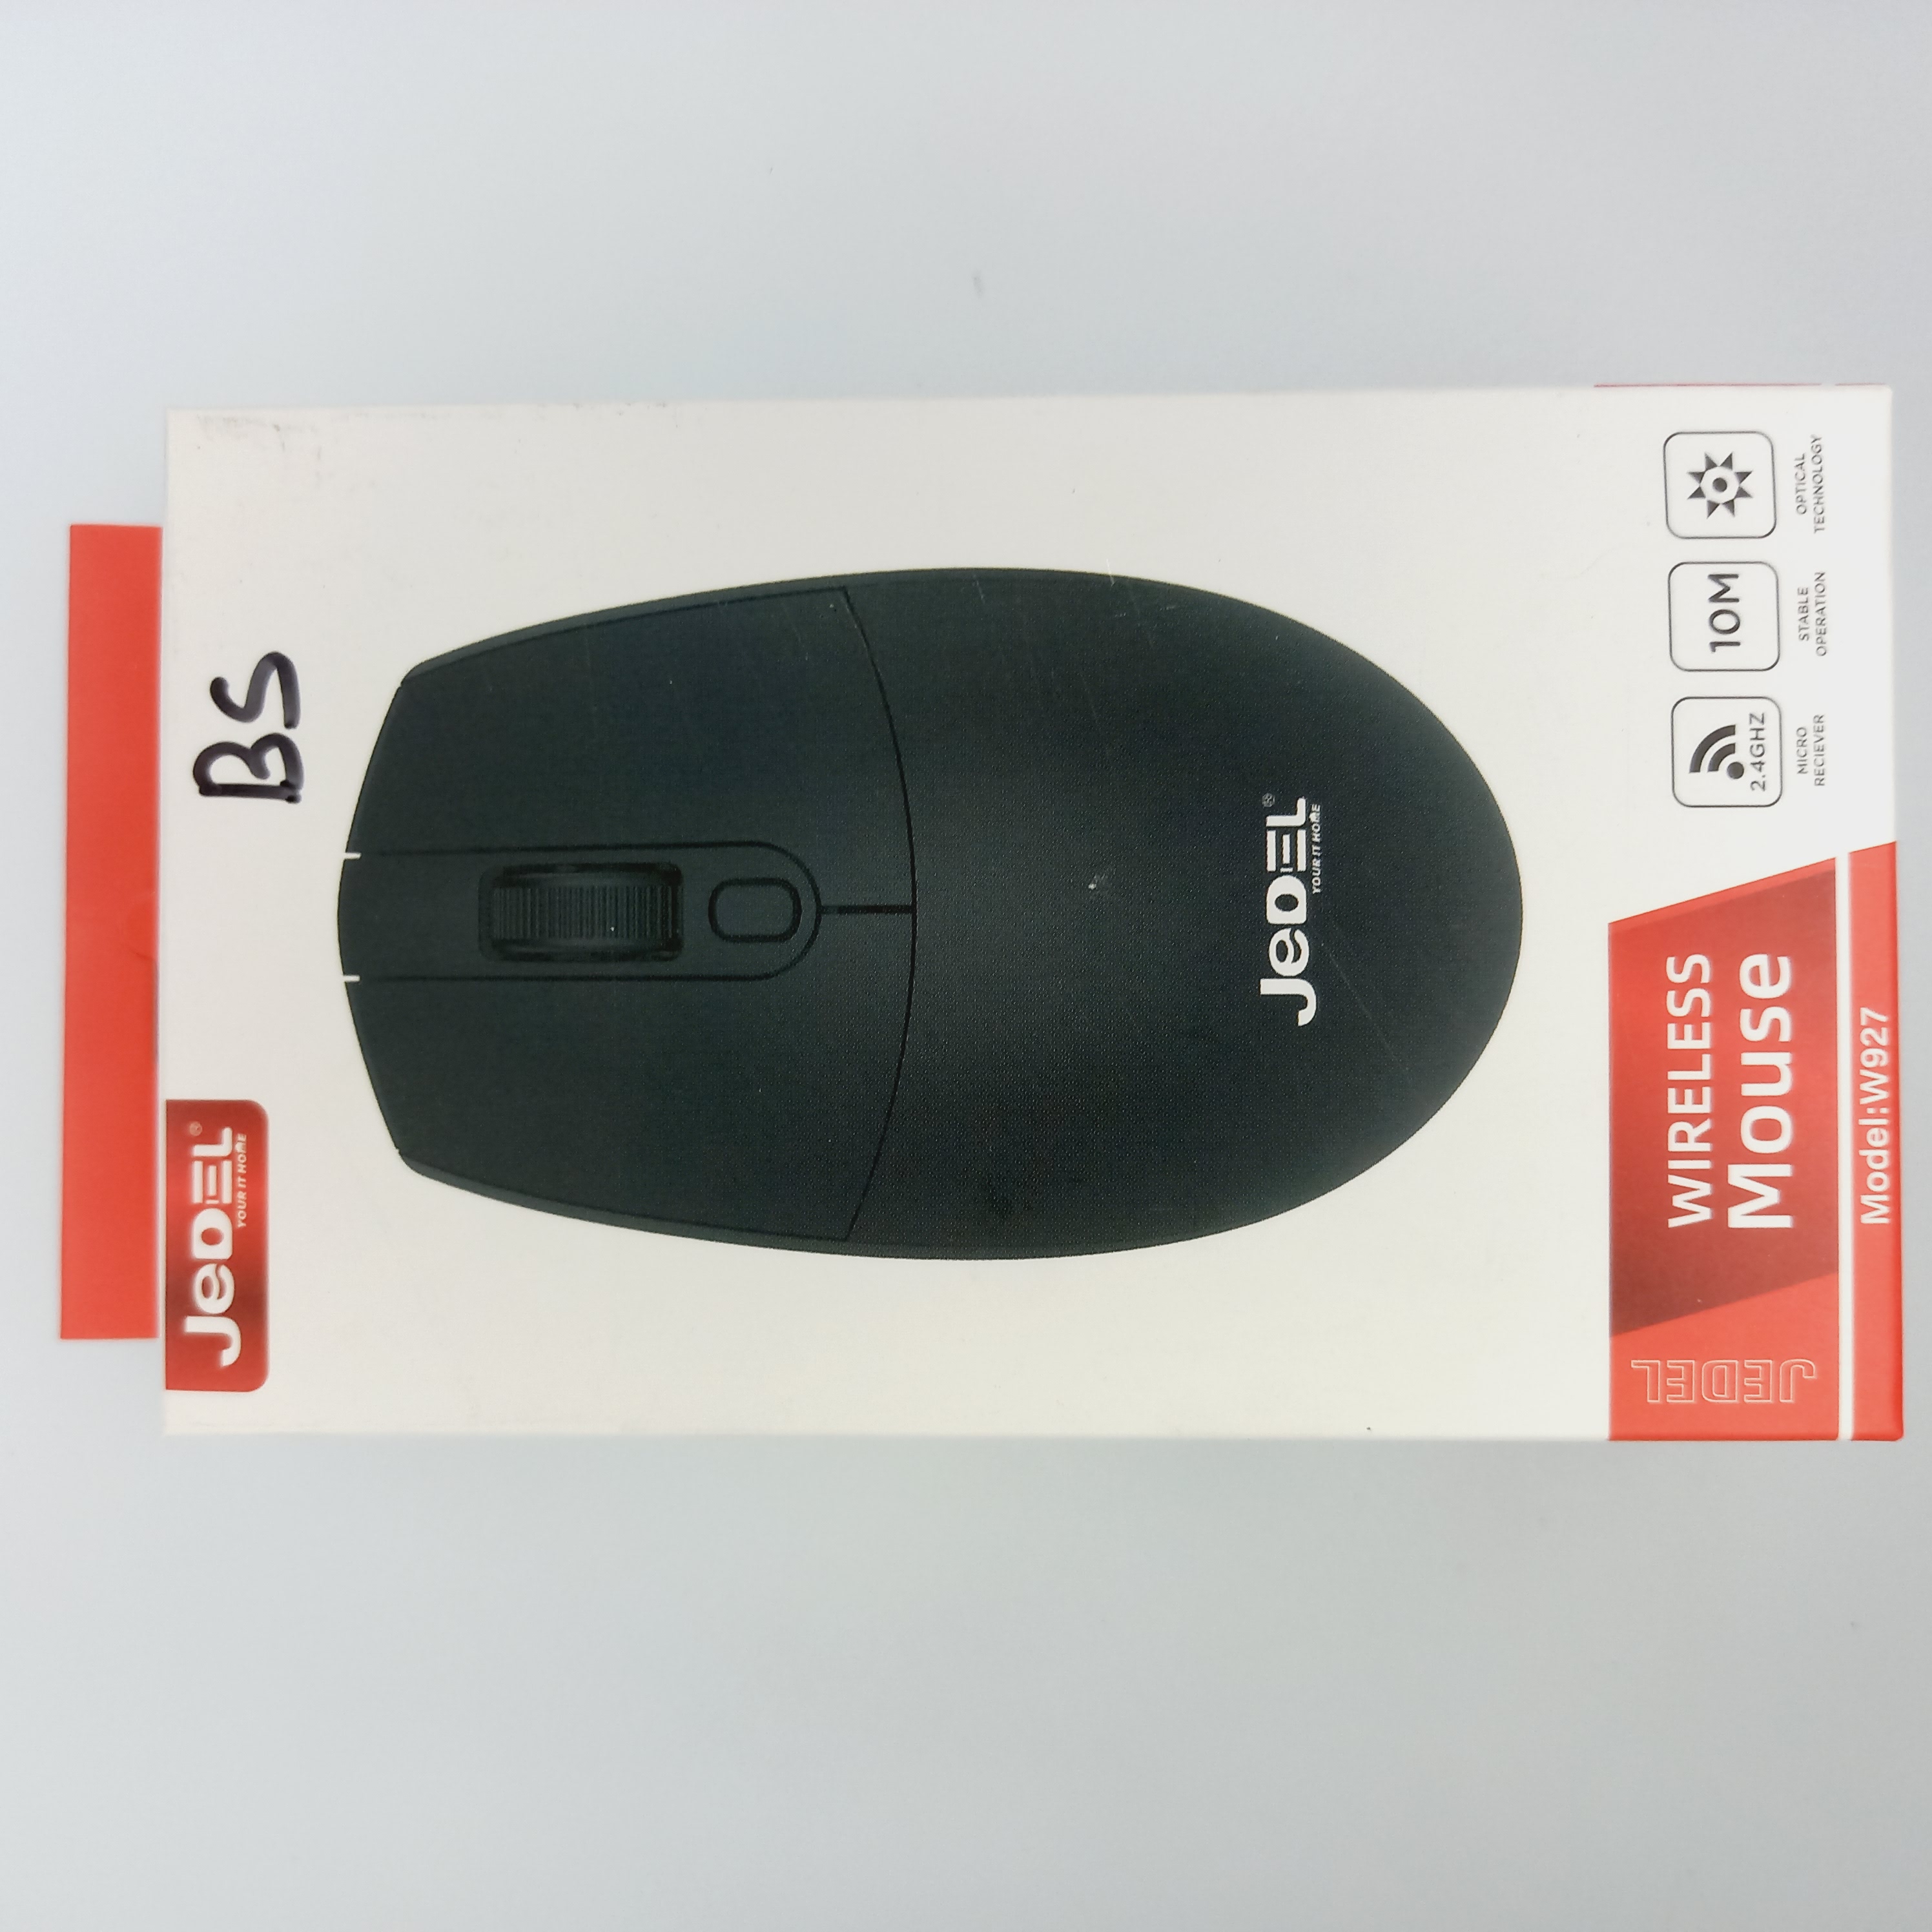 JeDEL®
YOUR IT HOME
BS
JeDEL®
YOUR IT HOME
JEDEL
WIRELESS
Mouse
Model:W927
2.4GHZ
MICRO
RECIEVER
10M
STABLE
OPERATION
OPTICAL
TECHNOLOGY